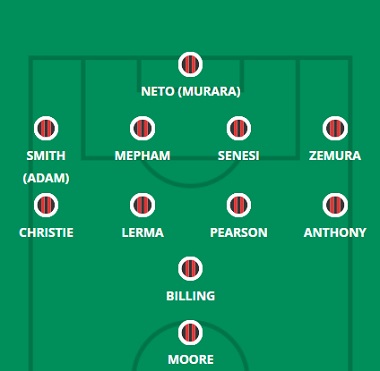 NETO (MURARA)
SMITH MEPHAM SENESI ZEMURA
(ADAM)
CHRISTIE LERMA PEARSON ANTHONY
BILLING
MOORE